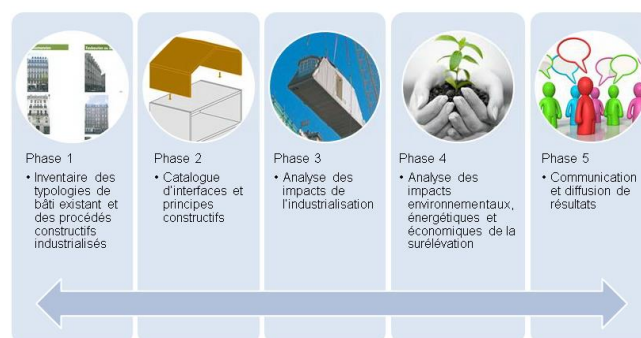 Phase 1
• Inventaire des
typologies de
bâti existant et
des procédés
constructifs
industrialisés
Phase 2
• Catalogue
d'interfaces et
principes
constructifs
Phase 3
• Analyse des
impacts de
l'industrialisation
Phase 4
• Analyse des
impacts
environnementaux,
énergétiques et
économiques de la
surélévation
Phase 5
• Communication
et diffusion de
résultats